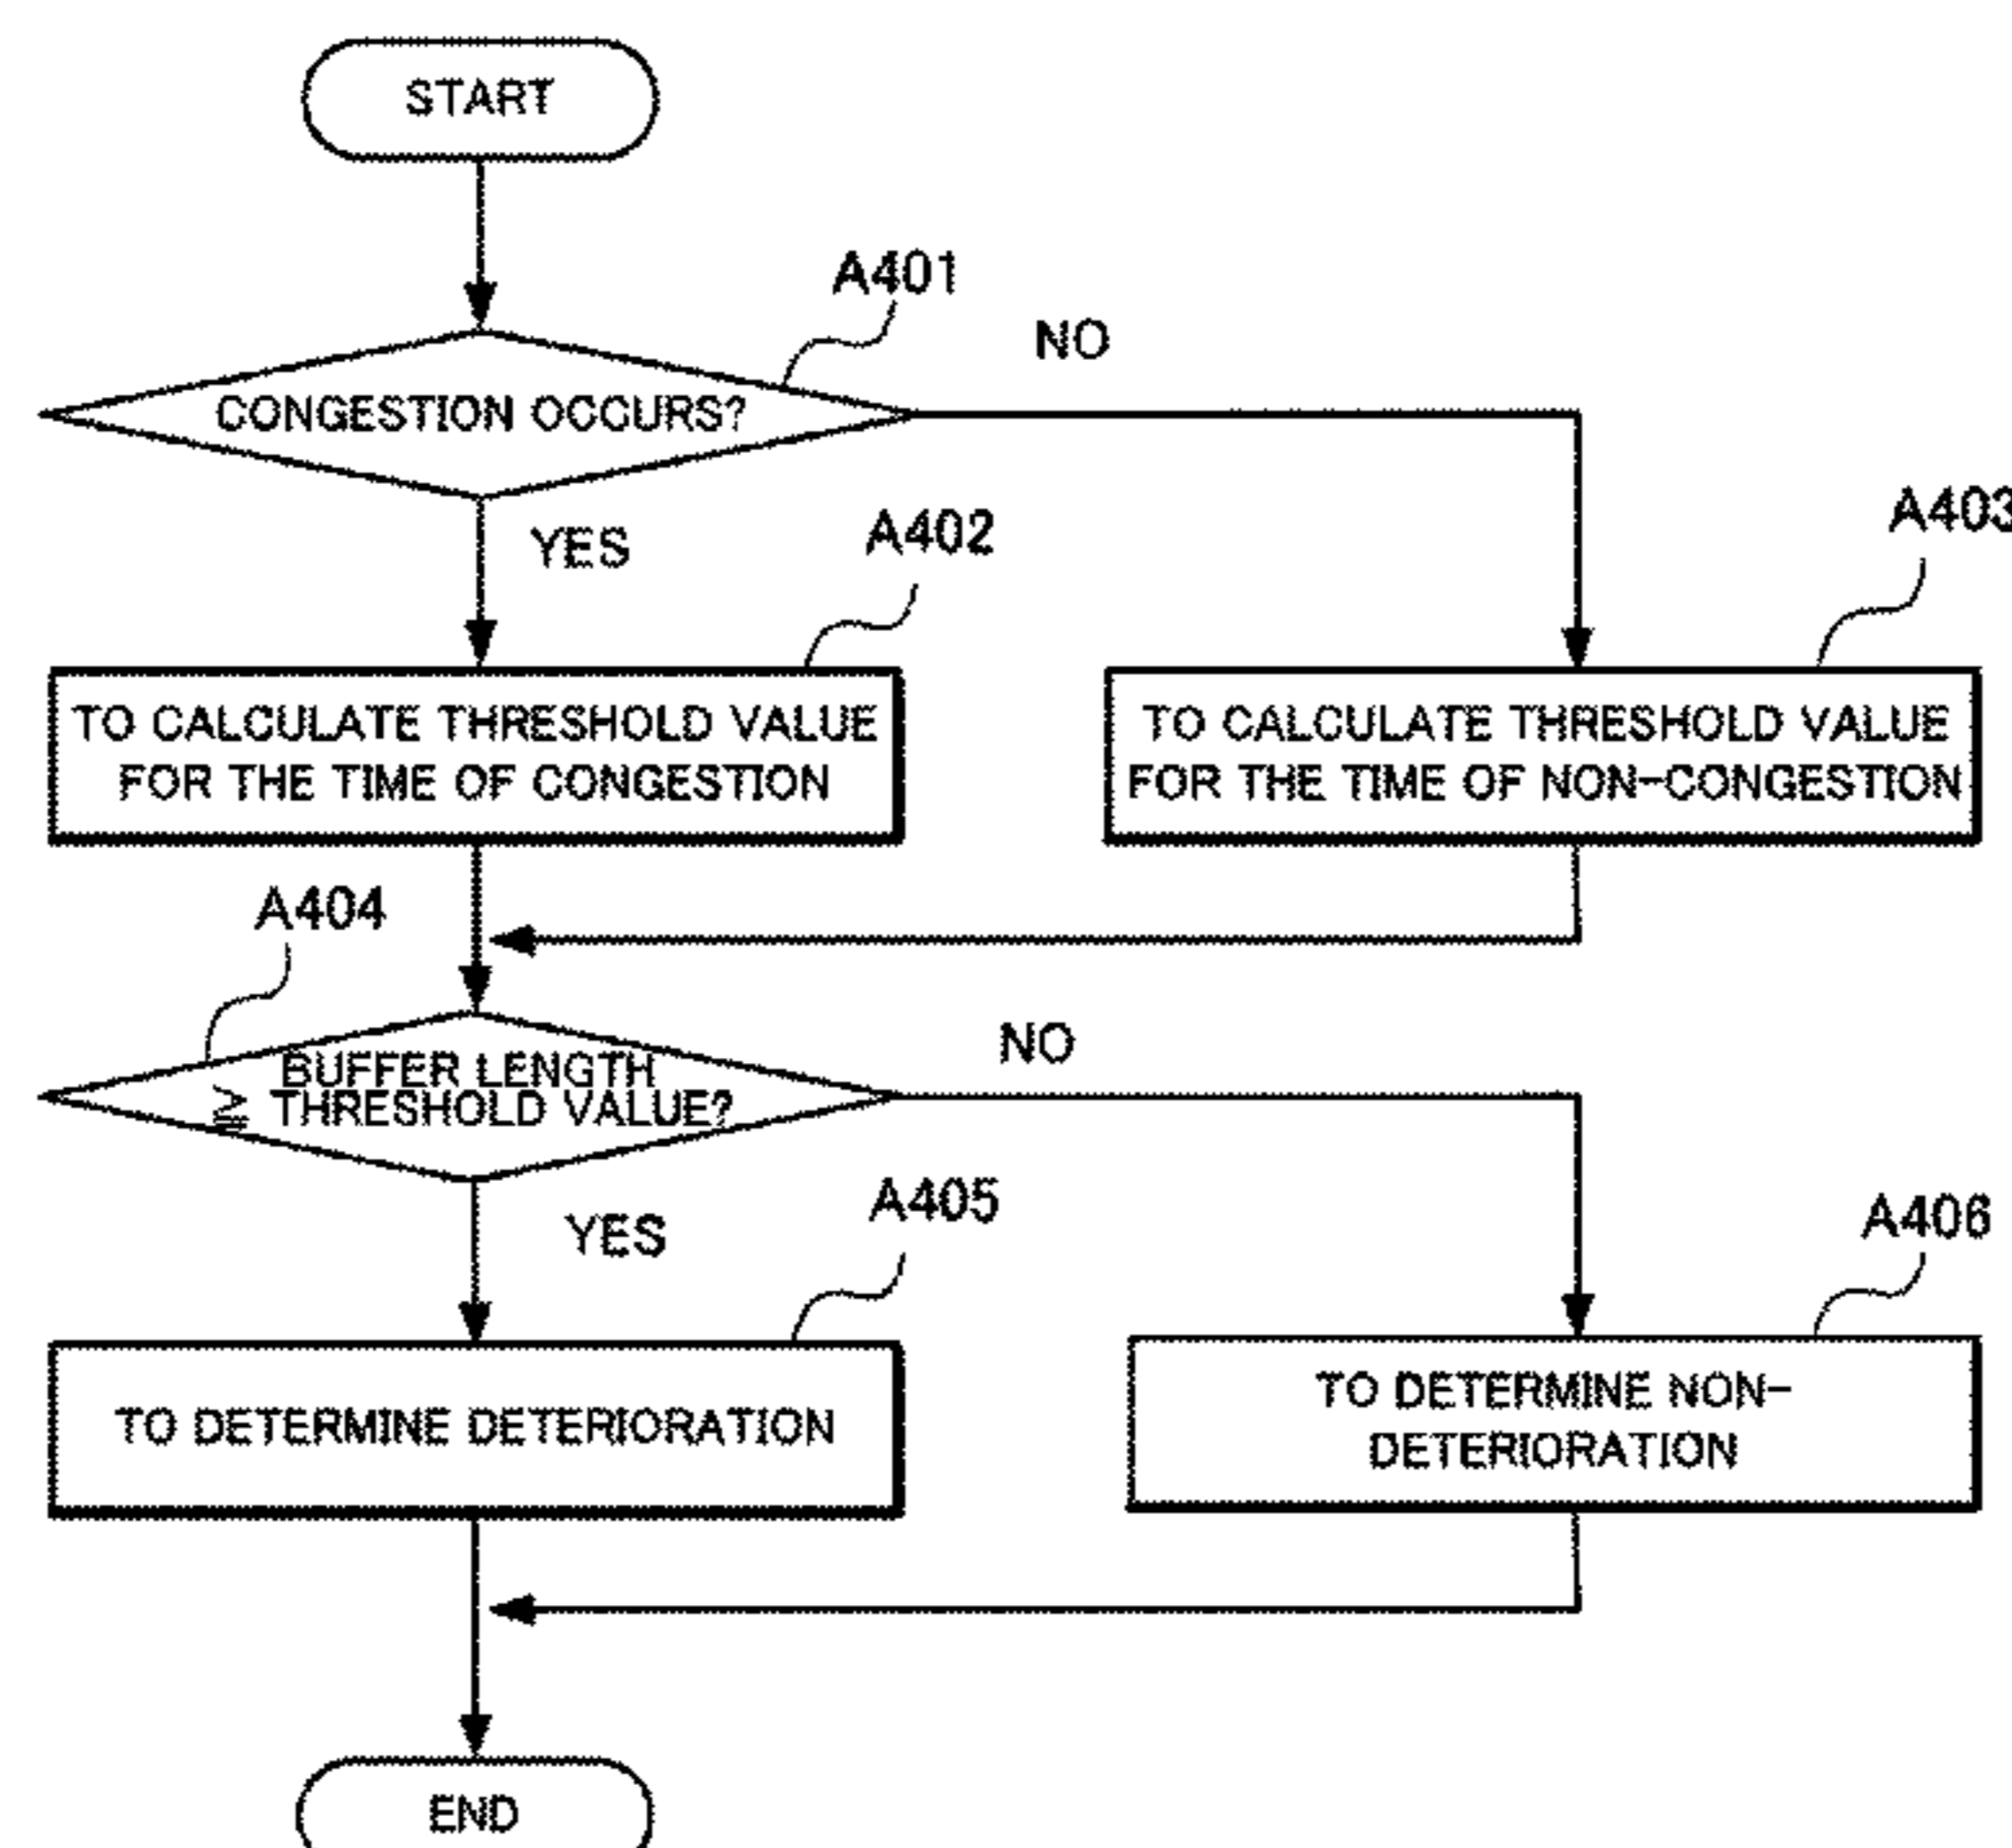 START
A401
NO
CONGESTION OCCURS?
YES
A402
A403
TO CALCULATE THRESHOLD VALUE
FOR THE TIME OF CONGESTION
TO CALCULATE THRESHOLD VALUE
FOR THE TIME OF NON-CONGESTION
A404
NO
BUFFER LENGTH
≧ THRESHOLD VALUE?
YES
A405
A406
TO DETERMINE DETERIORATION
TO DETERMINE NON-
DETERIORATION
END